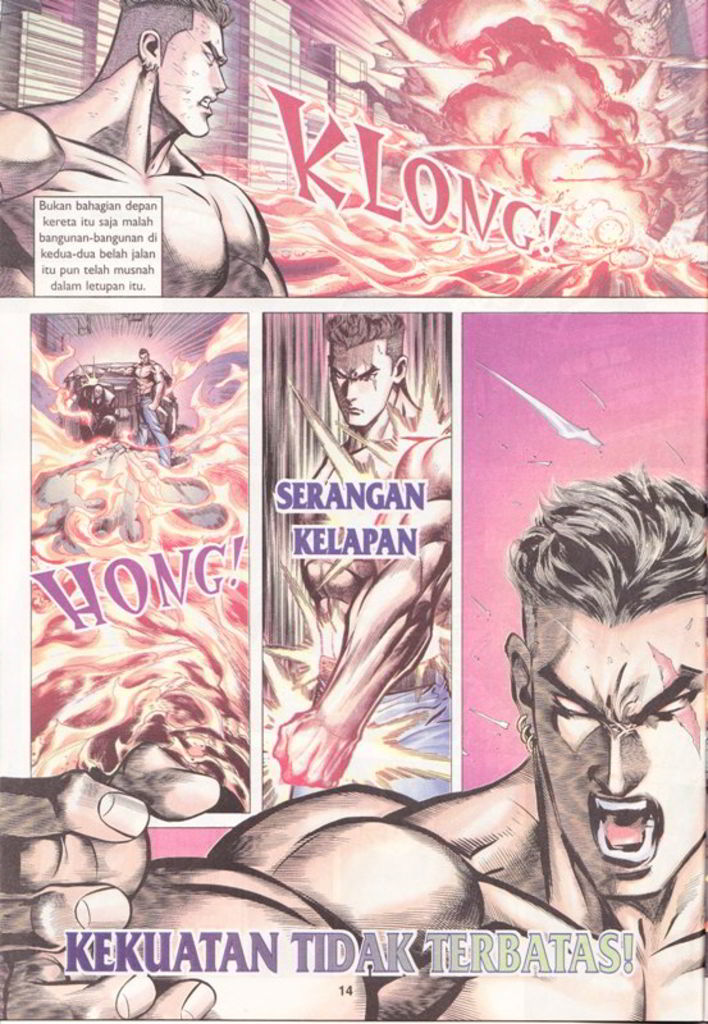 KLONG!
Bukan bahagian depan
kereta itu saja malah
bangunan-bangunan di
kedua-dua belah jalan
itu pun telah musnah
dalam letupan itu.
HONG!
SERANGAN
KELAPAN
KEKUATAN TIDAK TERBATAS!
14